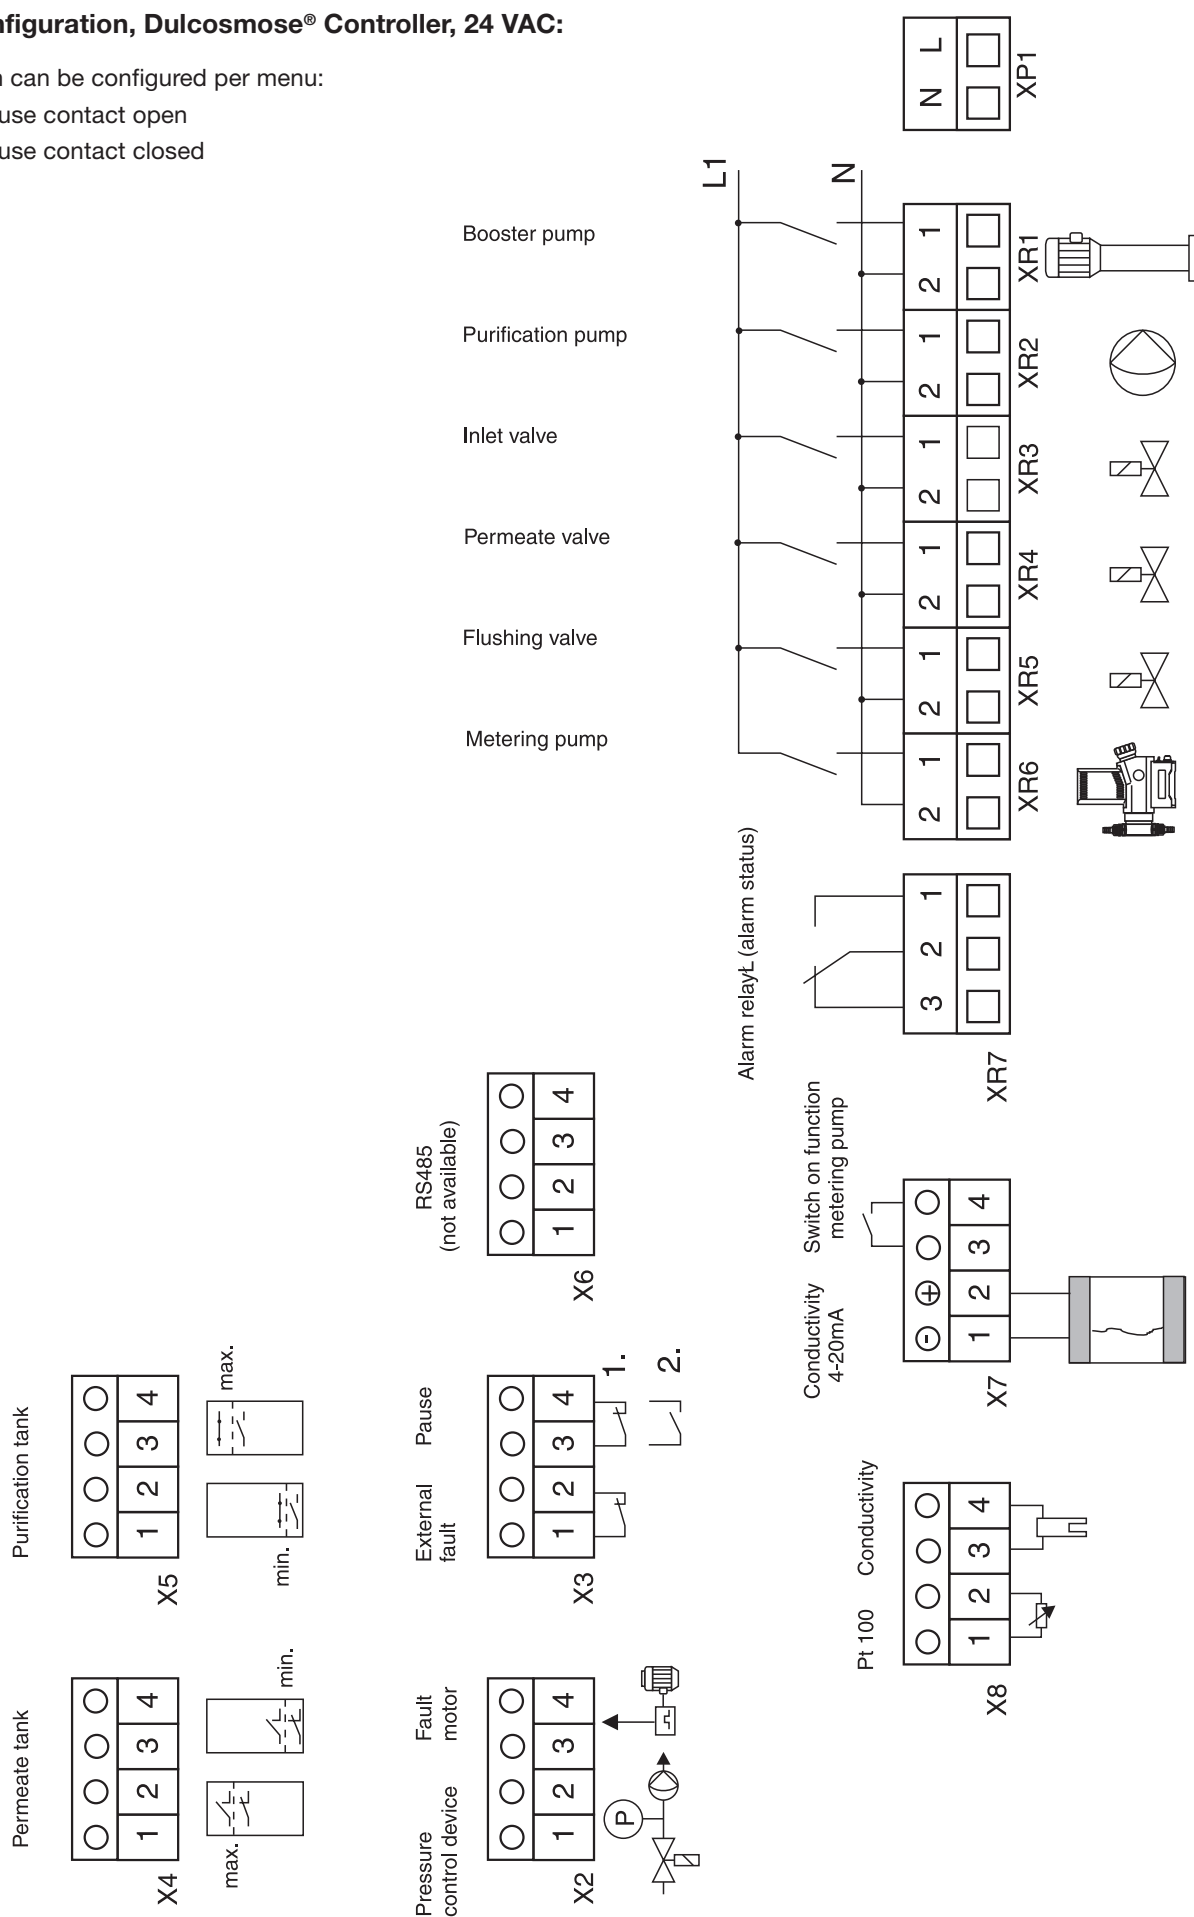 nfiguration, Dulcosmose® Controller, 24 VAC:
n can be configured per menu:
use contact open
use contact closed
L
N
XP1
L1
N
Booster pump
1
2
XR1
Purification pump
1
2
XR2
Inlet valve
1
2
XR3
Permeate valve
1
2
XR4
Flushing valve
1
2
XR5
Metering pump
1
2
XR6
Alarm relayŁ (alarm status)
1
2
3
XR7
RS485
(not available)
4
3
2
1
X6
Switch on function
metering pump
Conductivity
4-20mA
+
-
4
3
2
1
X7
Purification tank
4
3
2
1
X5
max.
min.
Pause
External
fault
4
3
2
1
X3
1.
2.
Conductivity
Pt 100
4
3
2
1
X8
Permeate tank
4
3
2
1
X4
min.
max.
Fault
motor
Pressure
control device
4
3
2
1
X2
P